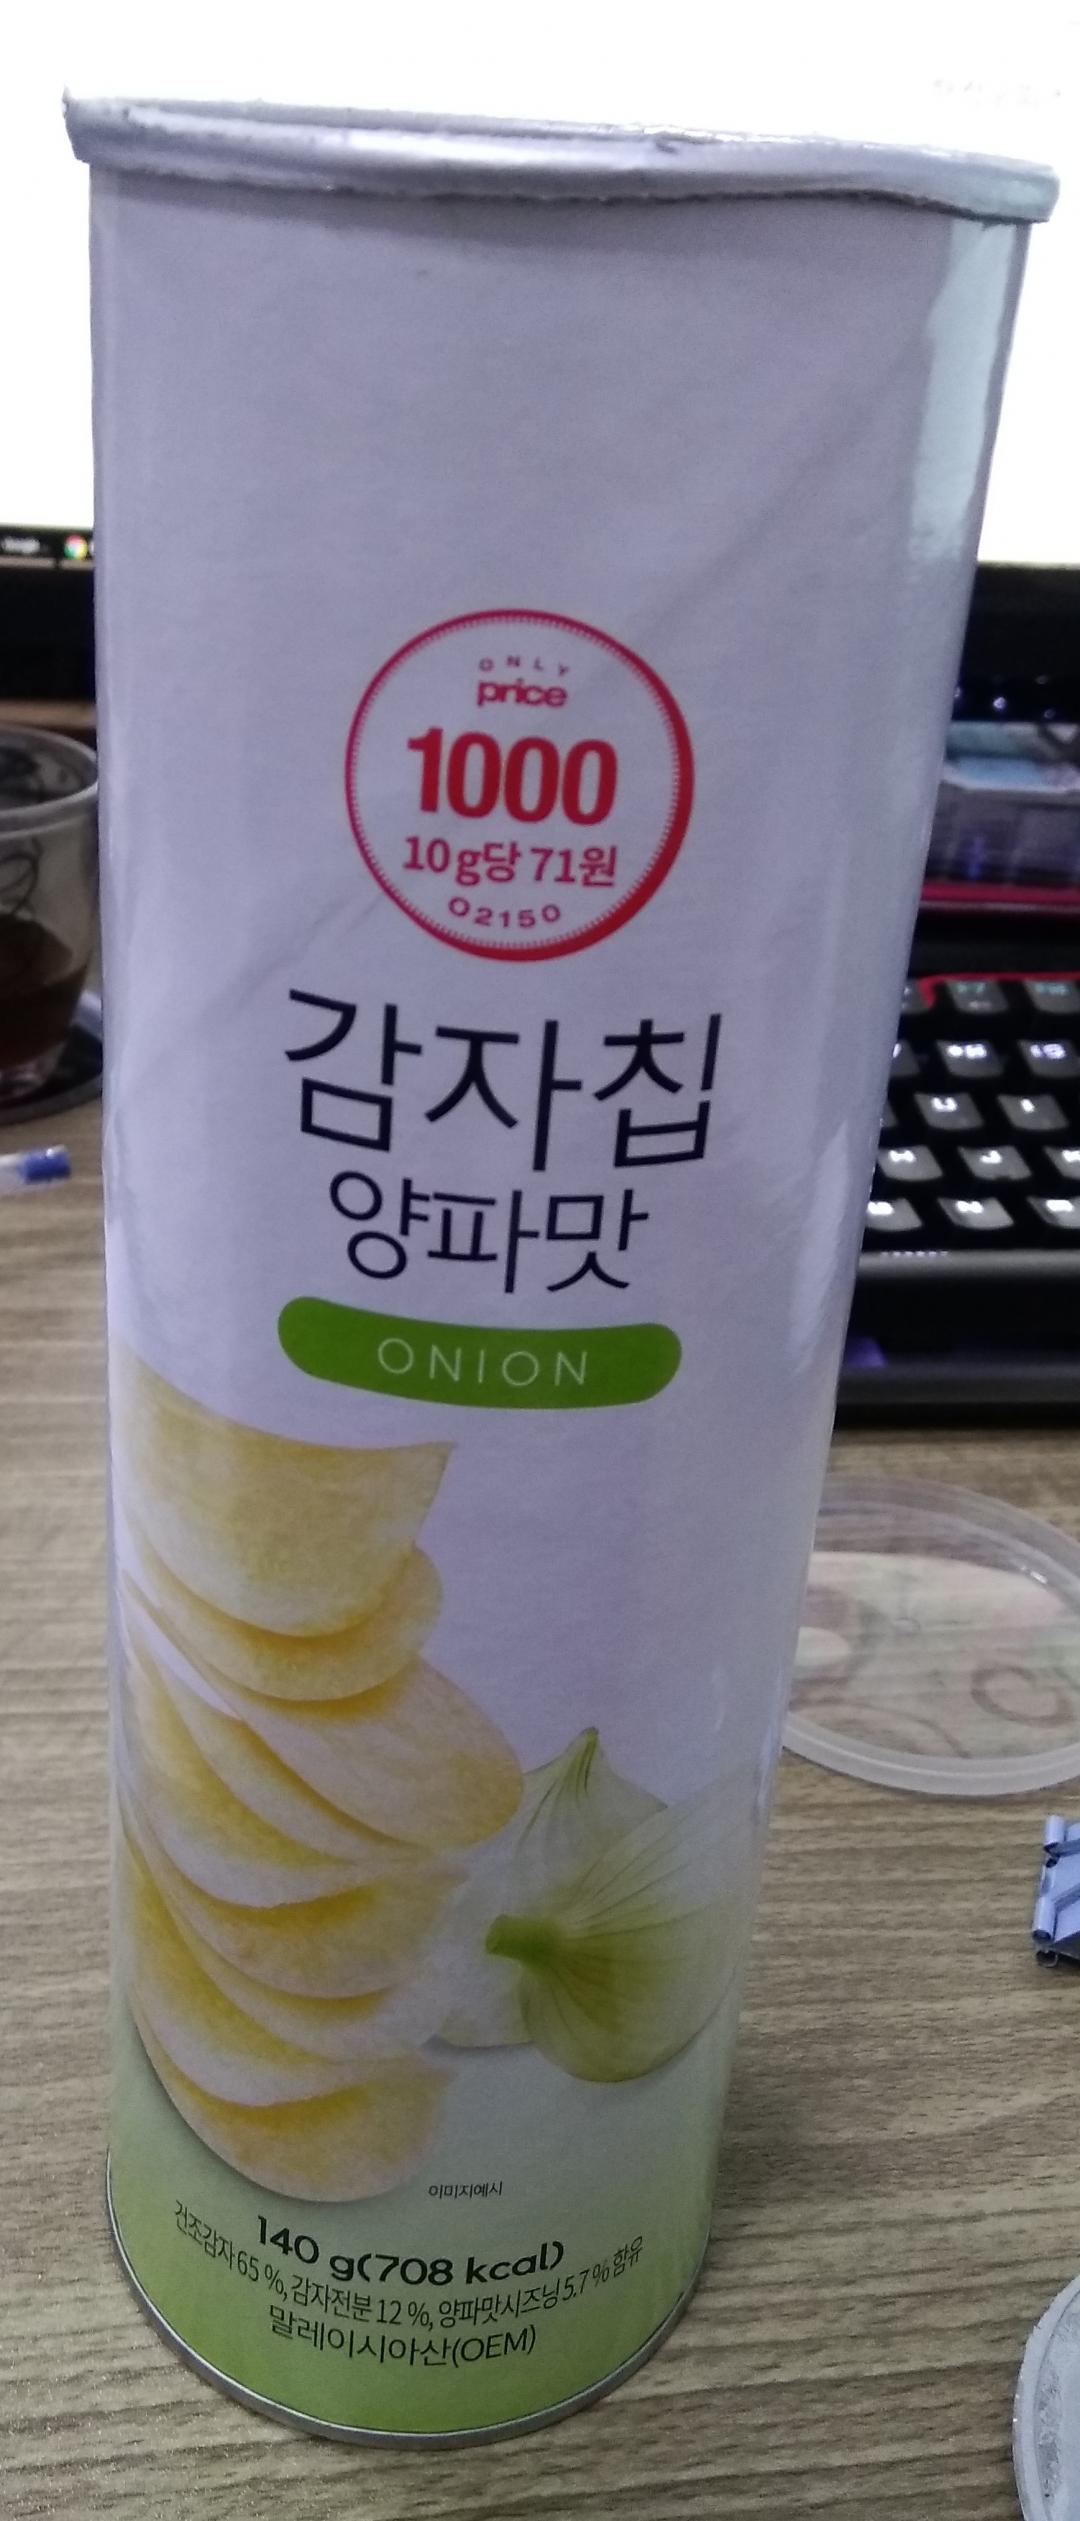 ONLY
price
1000
10g당 71원
02150
감자칩
양파맛
ONION
이미지예시
140 g(708 kcal)
건조감자 65 %, 감자전분 12 %, 양파맛시즈닝 5.7 % 함유
말레이시아산(OEM)